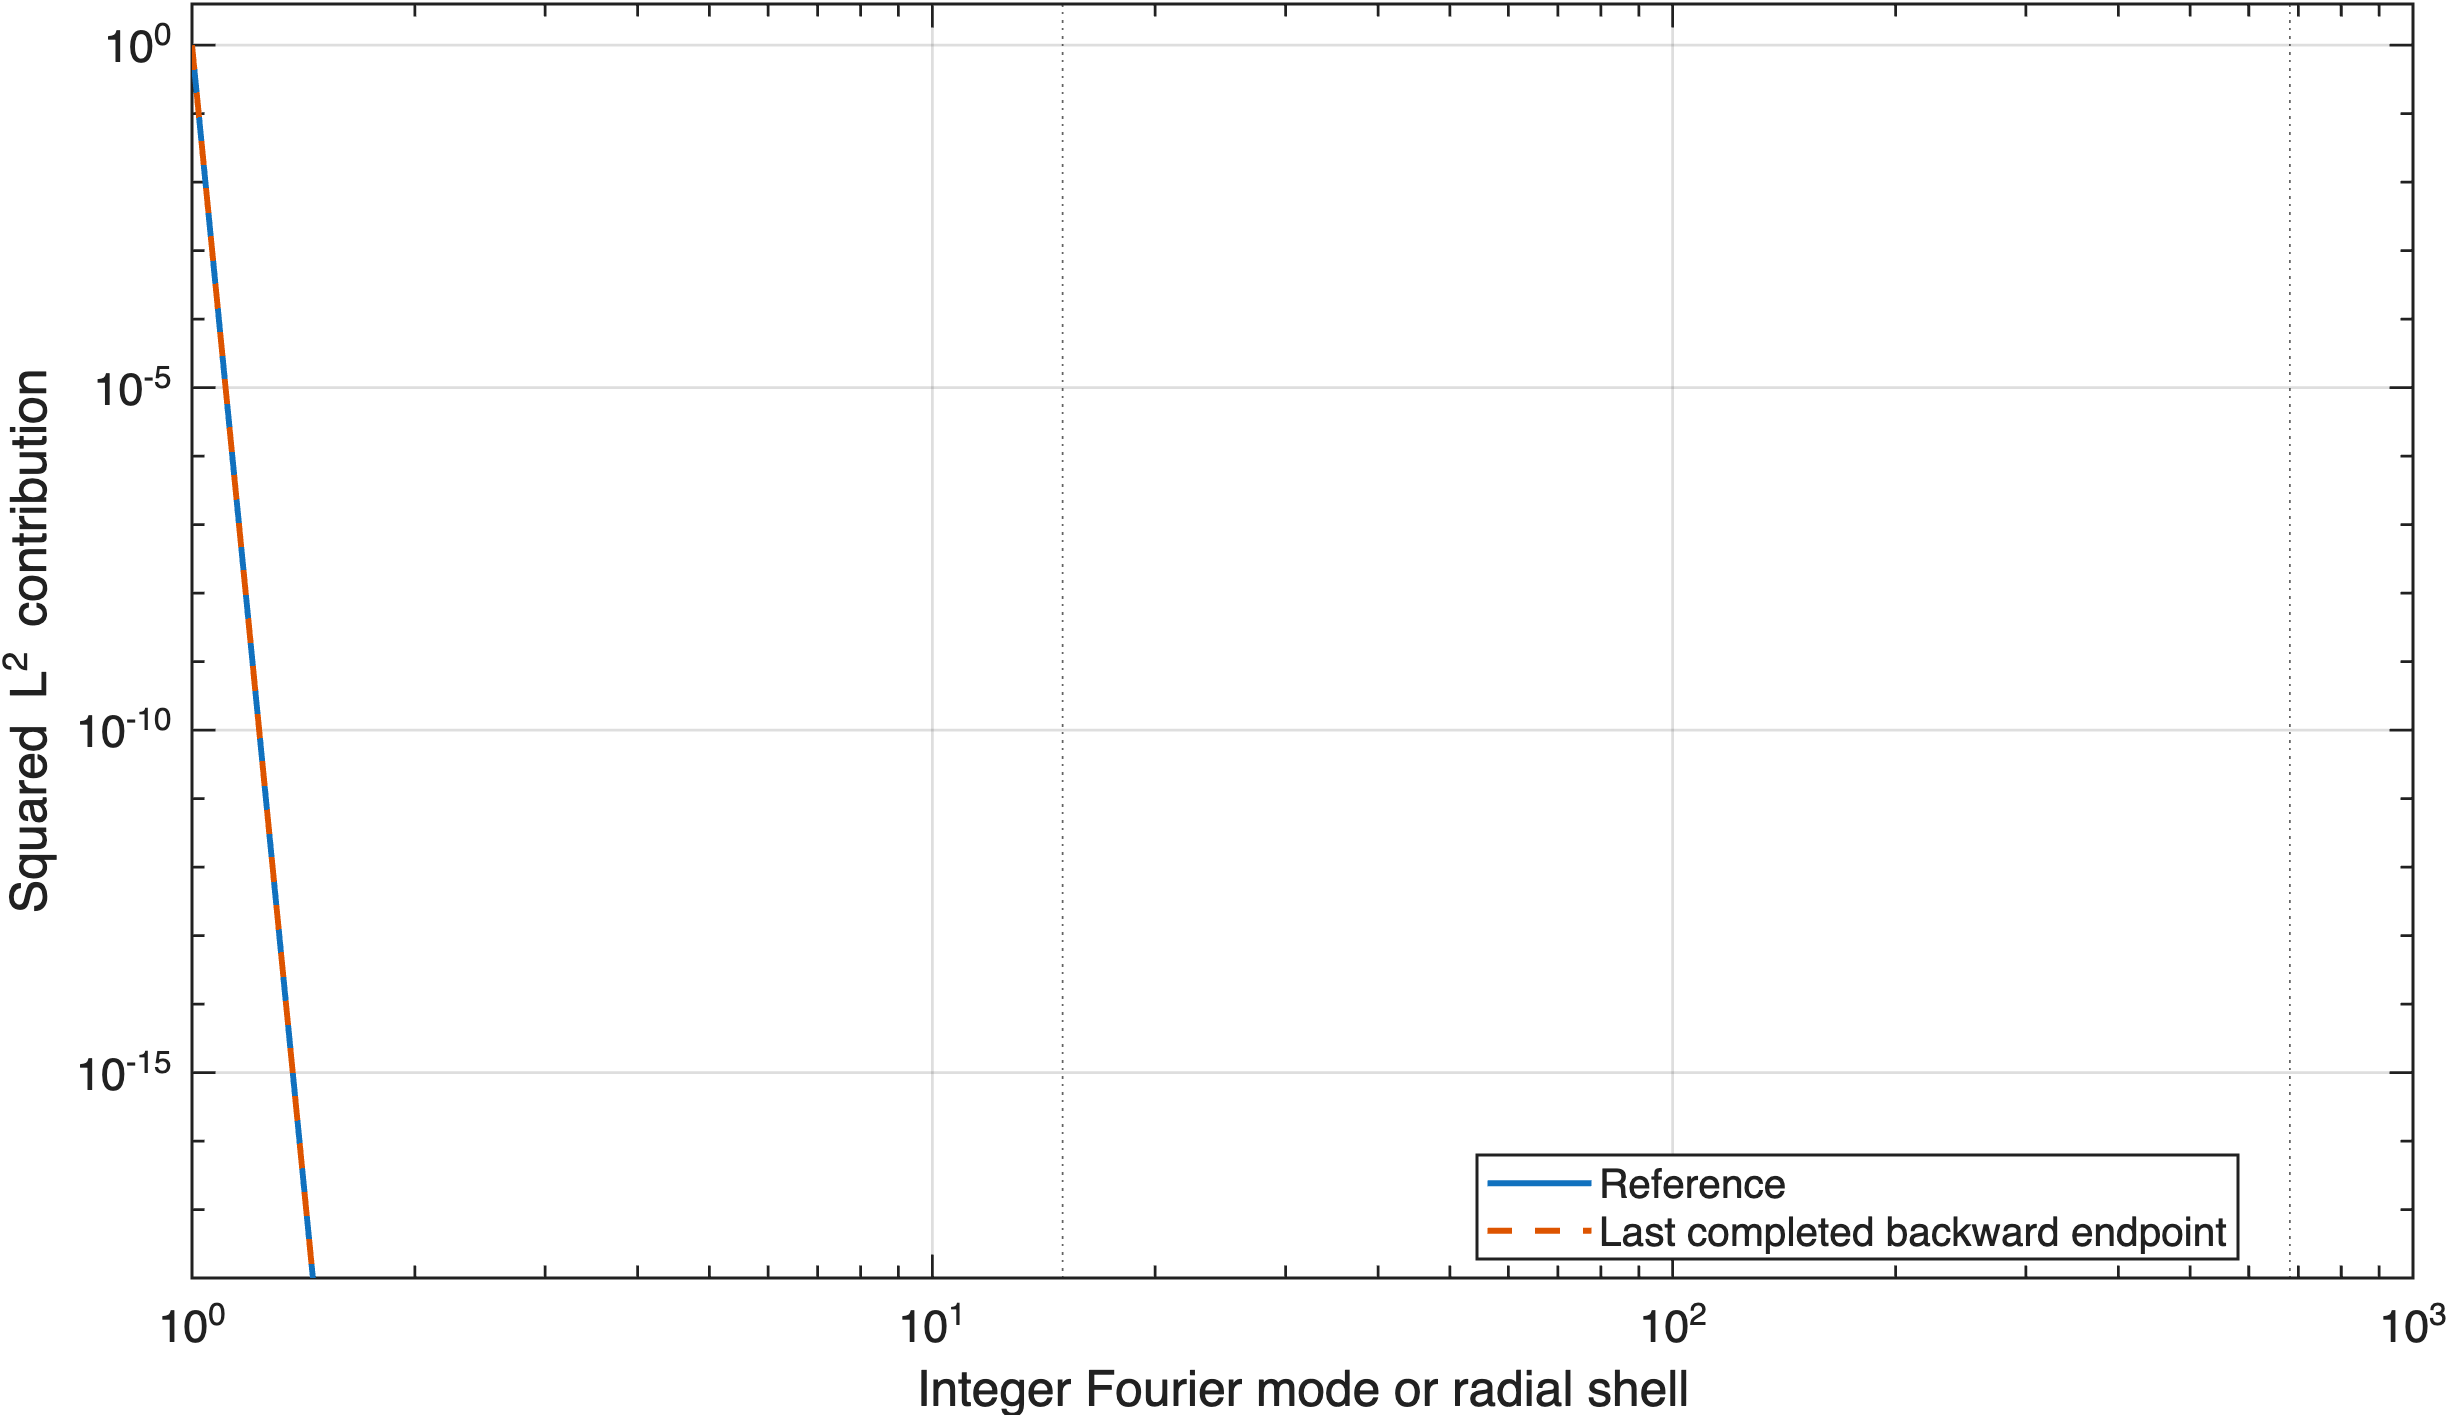 10^0
10^-5
10^-10
10^-15
Squared L^2 contribution
Reference
Last completed backward endpoint
10^0 10^1 10^2 10^3
Integer Fourier mode or radial shell